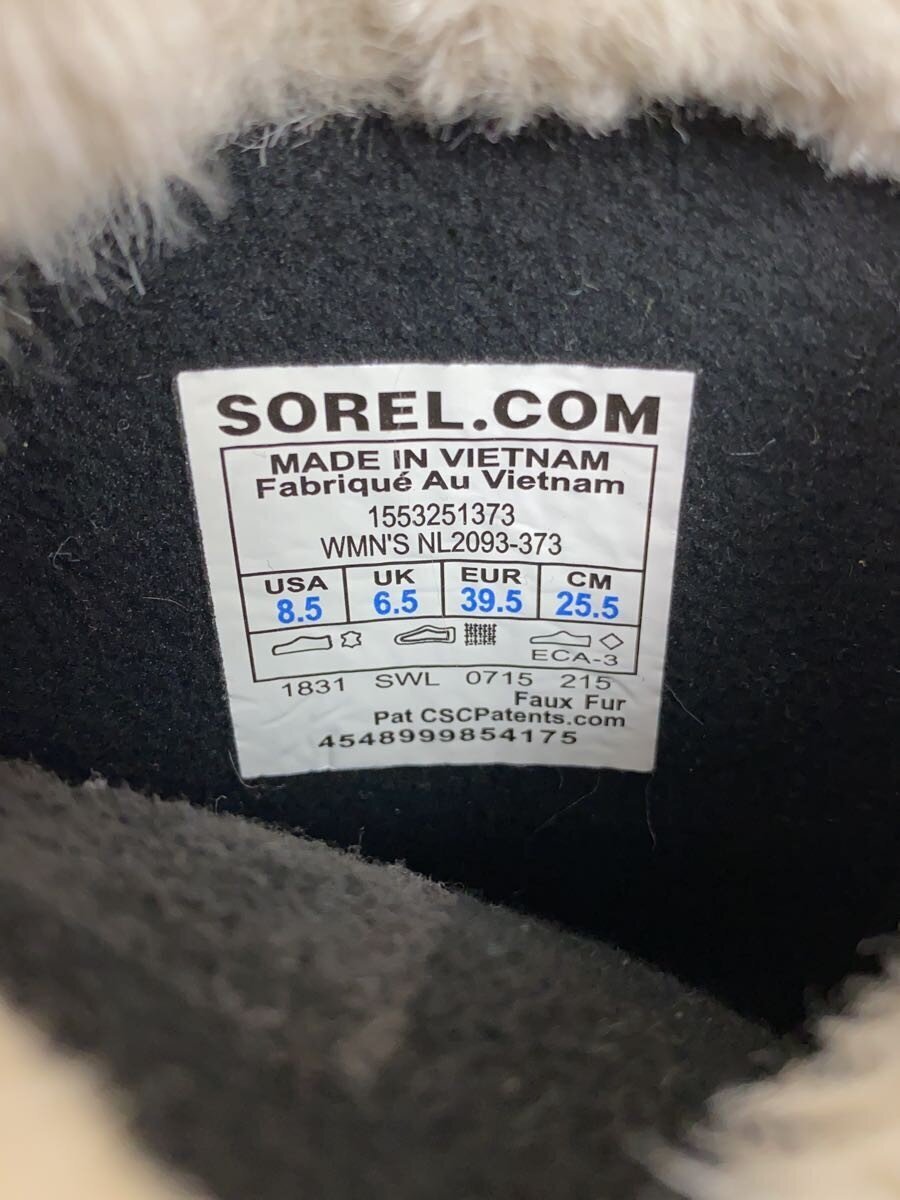 SOREL.COM
MADE IN VIETNAM
Fabriqué Au Vietnam
1553251373
WMN'S NL2093-373
USA UK EUR CM
8.5 6.5 39.5 25.5
ECA-3
1831 SWL 0715 215
Faux Fur
Pat CSCPatents.com
4548999854175